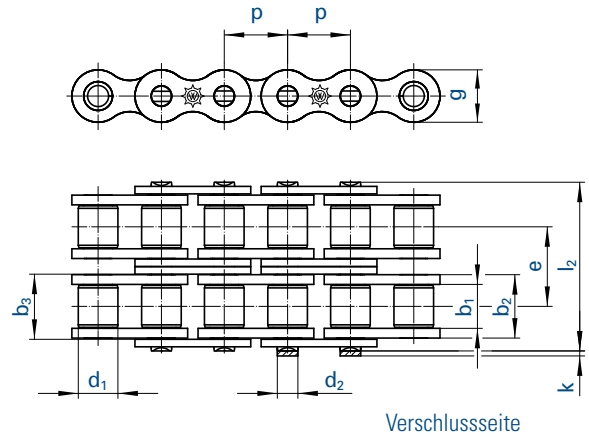 p p
g
b₃
b₁ b₂ e l₂
k
d₁ d₂
Verschlussseite